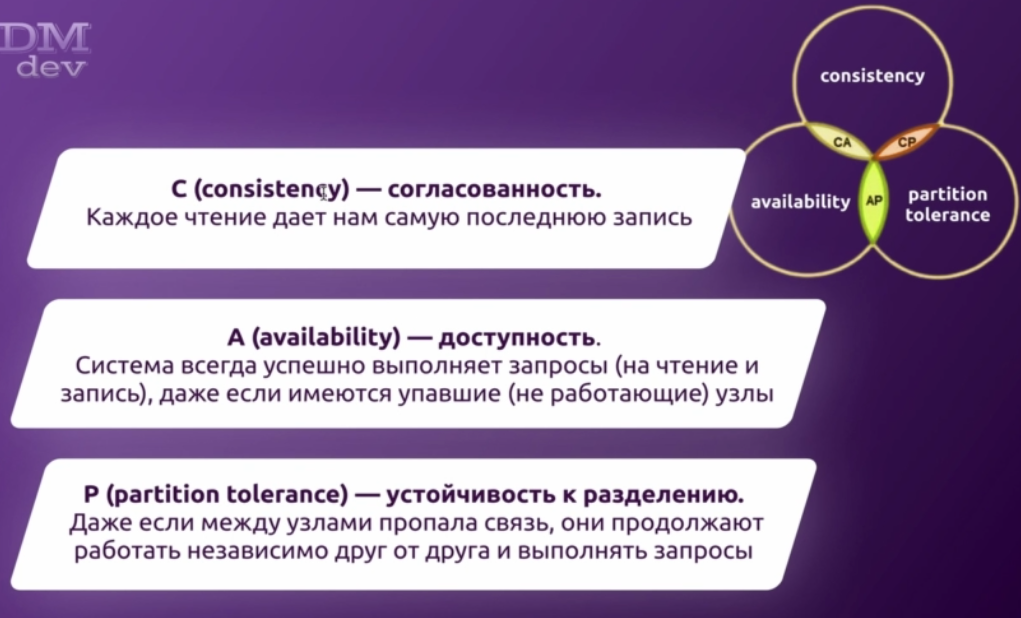 DM
dev
consistency
CA
CP
availability
AP
partition
tolerance
C (consistency) — согласованность.
Каждое чтение дает нам самую последнюю запись
A (availability) — доступность.
Система всегда успешно выполняет запросы (на чтение и
запись), даже если имеются упавшие (не работающие) узлы
P (partition tolerance) — устойчивость к разделению.
Даже если между узлами пропала связь, они продолжают
работать независимо друг от друга и выполнять запросы